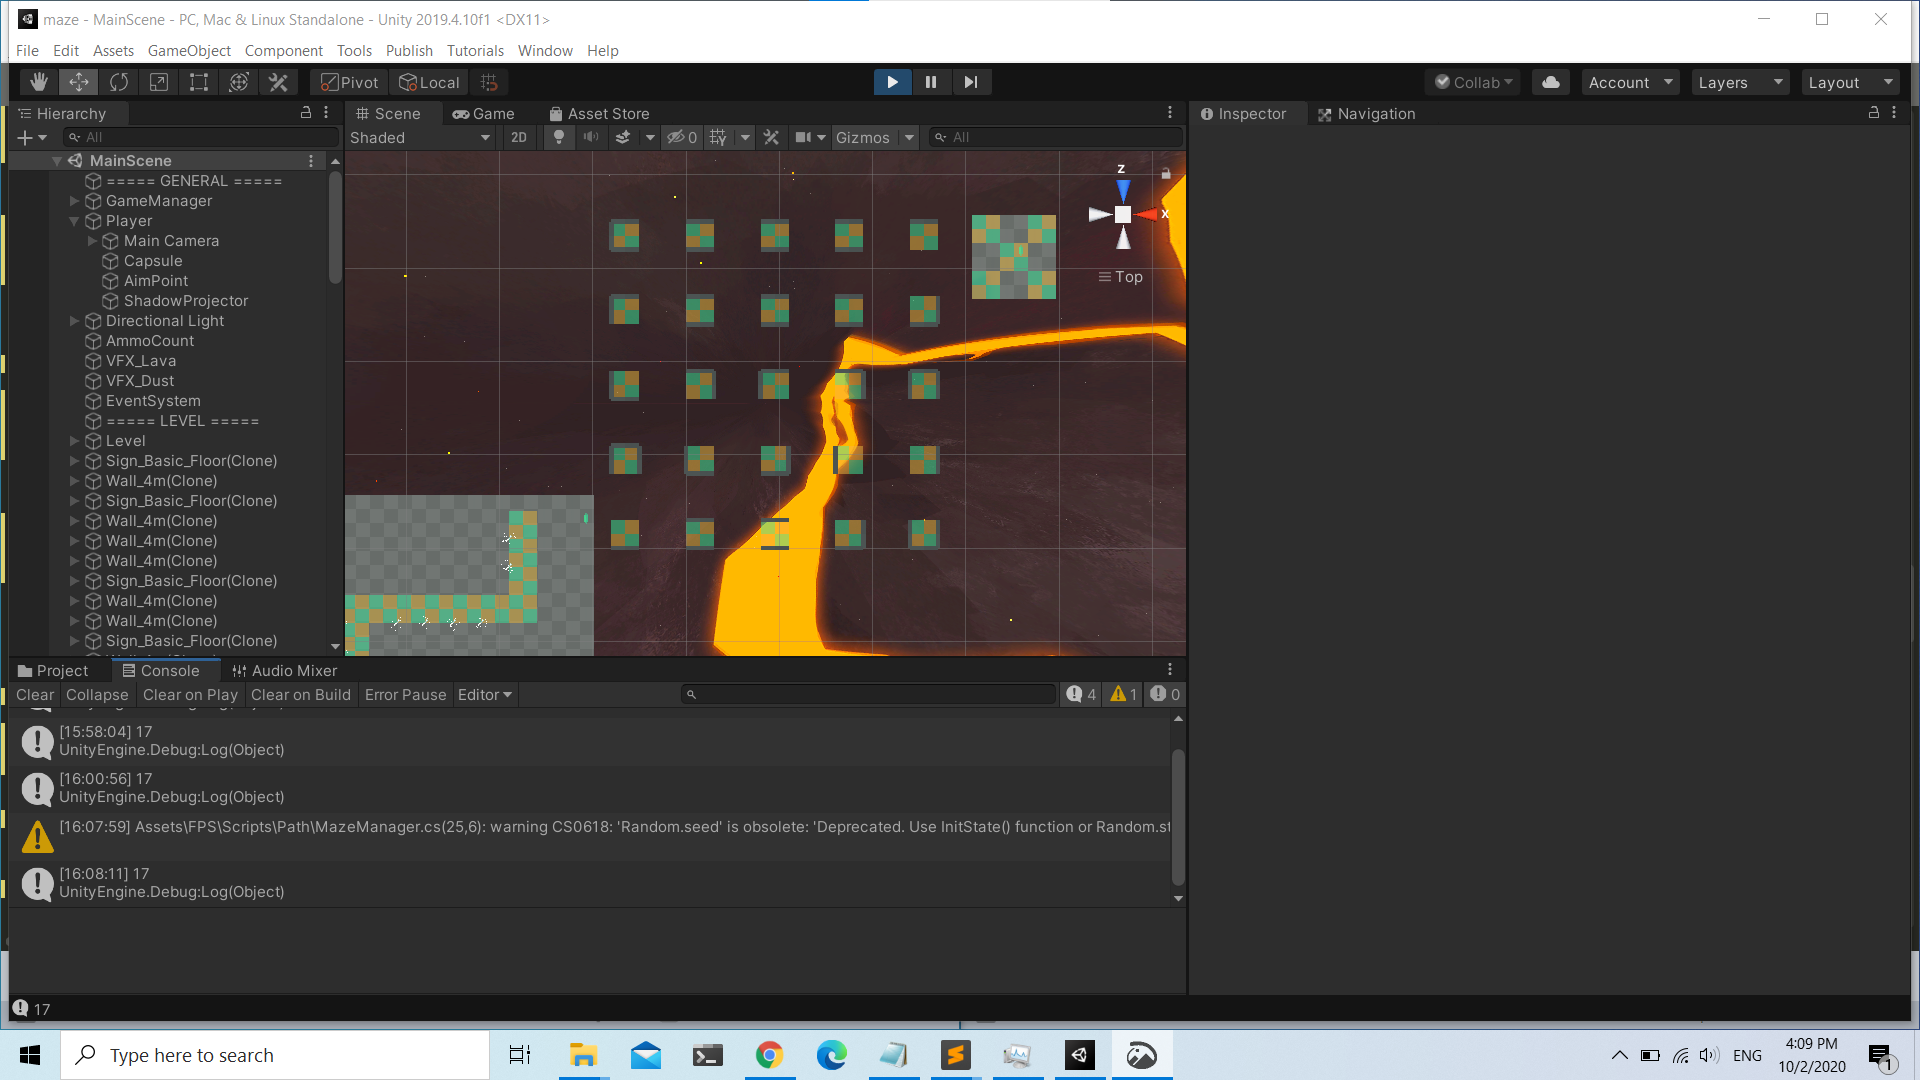 maze - MainScene - PC, Mac & Linux Standalone - Unity 2019.4.10f1 <DX11>
File Edit Assets GameObject Component Tools Publish Tutorials Window Help
Pivot Local Collab Account Layers Layout
Hierarchy
Scene Game Asset Store
Inspector Navigation
All
Shaded 2D 0 Gizmos All
MainScene
===== GENERAL =====
GameManager
Player
Main Camera
Capsule
AimPoint
ShadowProjector
Directional Light
AmmoCount
VFX_Lava
VFX_Dust
EventSystem
===== LEVEL =====
Level
Sign_Basic_Floor(Clone)
Wall_4m(Clone)
Sign_Basic_Floor(Clone)
Wall_4m(Clone)
Wall_4m(Clone)
Wall_4m(Clone)
Sign_Basic_Floor(Clone)
Wall_4m(Clone)
Wall_4m(Clone)
Sign_Basic_Floor(Clone)
z
x
Top
Project Console Audio Mixer
Clear Collapse Clear on Play Clear on Build Error Pause Editor 4 1 0
[15:58:04] 17
UnityEngine.Debug:Log(Object)
[16:00:56] 17
UnityEngine.Debug:Log(Object)
[16:07:59] Assets\FPS\Scripts\Path\MazeManager.cs(25,6): warning CS0618: 'Random.seed' is obsolete: 'Deprecated. Use InitState() function or Random.st
[16:08:11] 17
UnityEngine.Debug:Log(Object)
17
Type here to search
ENG
4:09 PM
10/2/2020
1